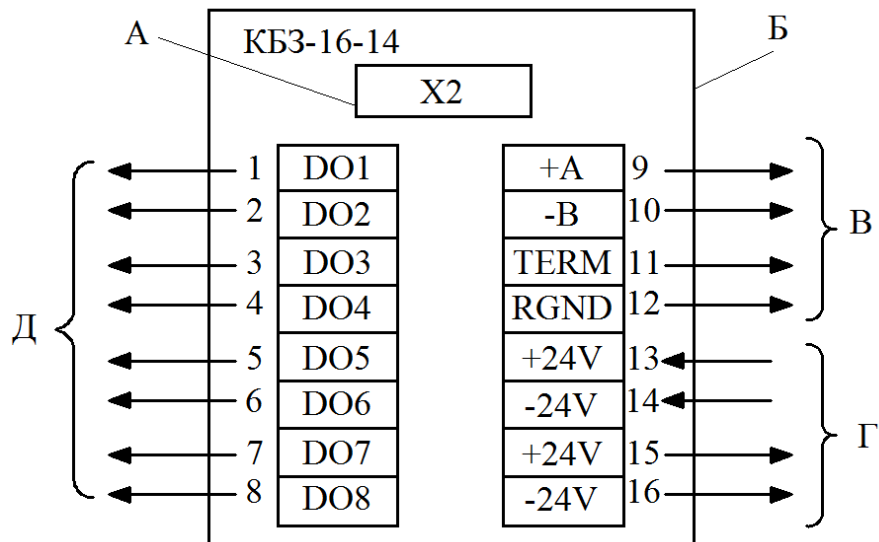 А
Б
КБЗ-16-14
X2
1 DO1 +A 9
2 DO2 -B 10
3 DO3 TERM 11
4 DO4 RGND 12
5 DO5 +24V 13
6 DO6 -24V 14
7 DO7 +24V 15
8 DO8 -24V 16
Д
В
Г